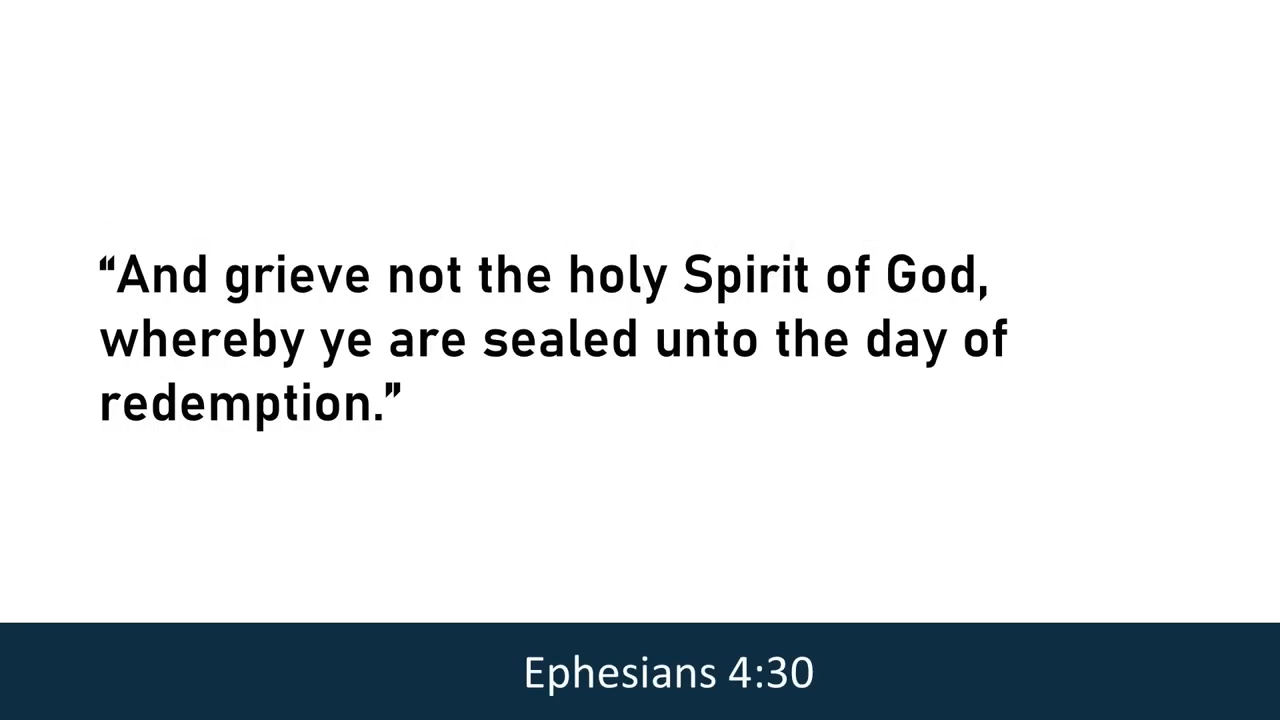 “And grieve not the holy Spirit of God,
whereby ye are sealed unto the day of
redemption.”
Ephesians 4:30